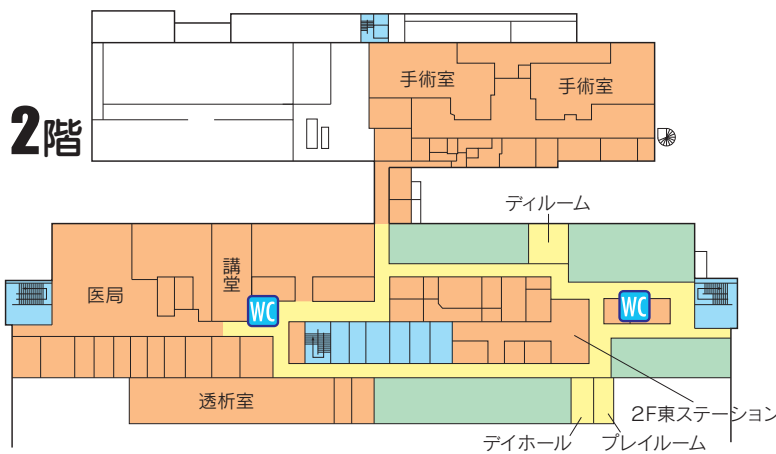 手術室
手術室
2階
ディルーム
講堂
医局
WC
WC
透析室
2F東ステーション
デイホール
プレイルーム